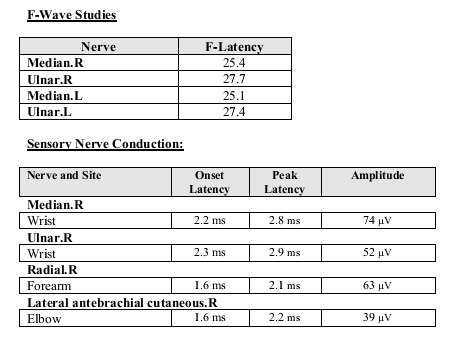 F-Wave Studies
Nerve F-Latency
Median.R 25.4
Ulnar.R 27.7
Median.L 25.1
Ulnar.L 27.4
Sensory Nerve Conduction:
Nerve and Site Onset Latency Peak Latency Amplitude
Median.R
Wrist 2.2 ms 2.8 ms 74 µV
Ulnar.R
Wrist 2.3 ms 2.9 ms 52 µV
Radial.R
Forearm 1.6 ms 2.1 ms 63 µV
Lateral antebrachial cutaneous.R
Elbow 1.6 ms 2.2 ms 39 µV